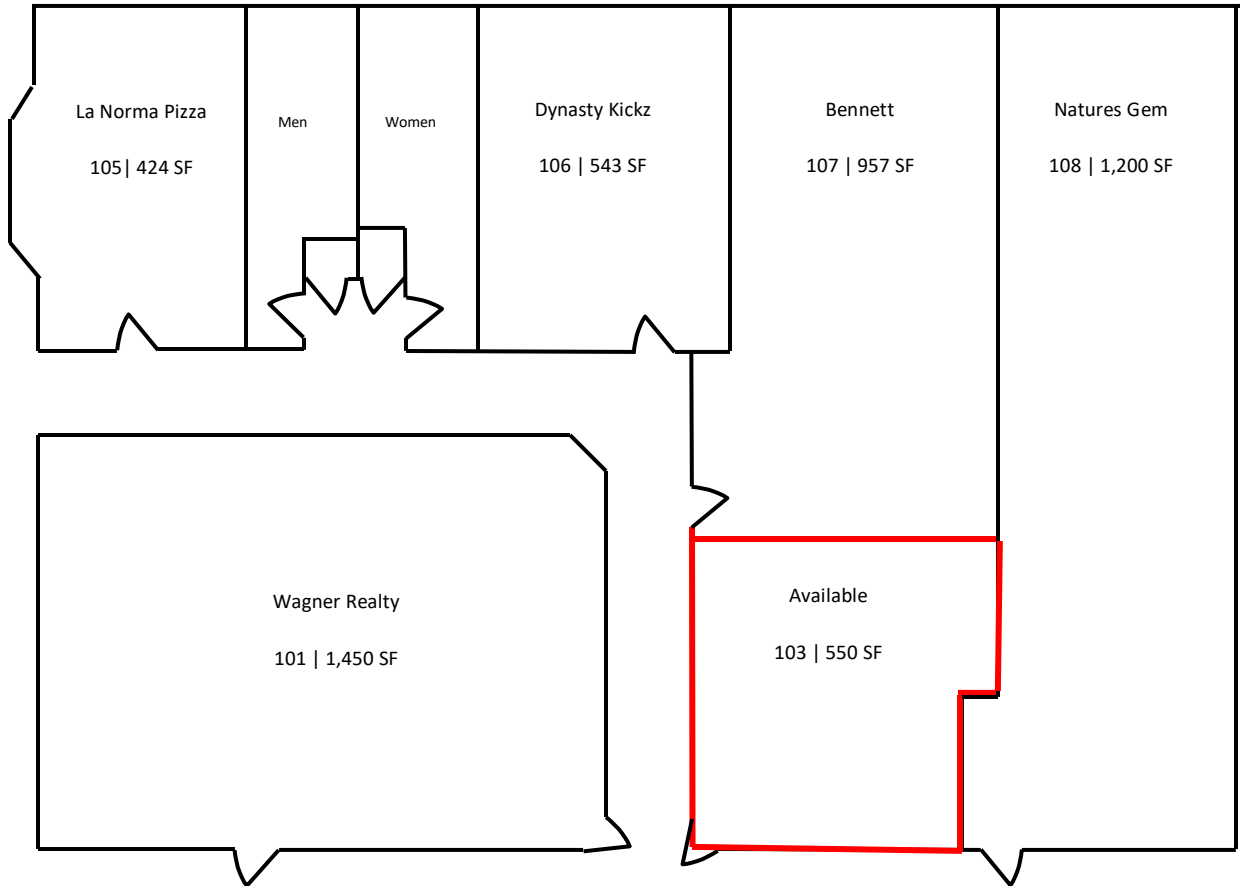 La Norma Pizza
105| 424 SF
Men
Women
Dynasty Kickz
106 | 543 SF
Bennett
107 | 957 SF
Natures Gem
108 | 1,200 SF
Wagner Realty
101 | 1,450 SF
Available
103 | 550 SF